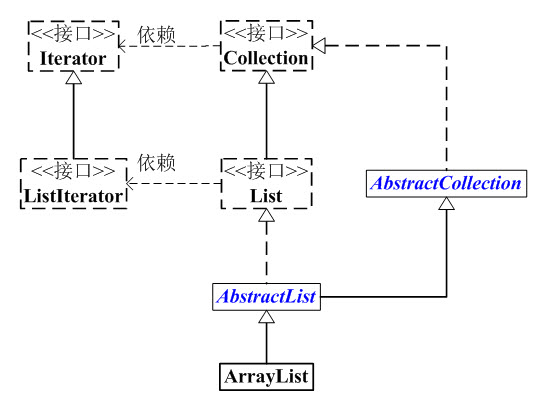 <<接口>>
Iterator
依赖
<<接口>>
Collection
<<接口>>
ListIterator
依赖
<<接口>>
List
AbstractCollection
AbstractList
ArrayList